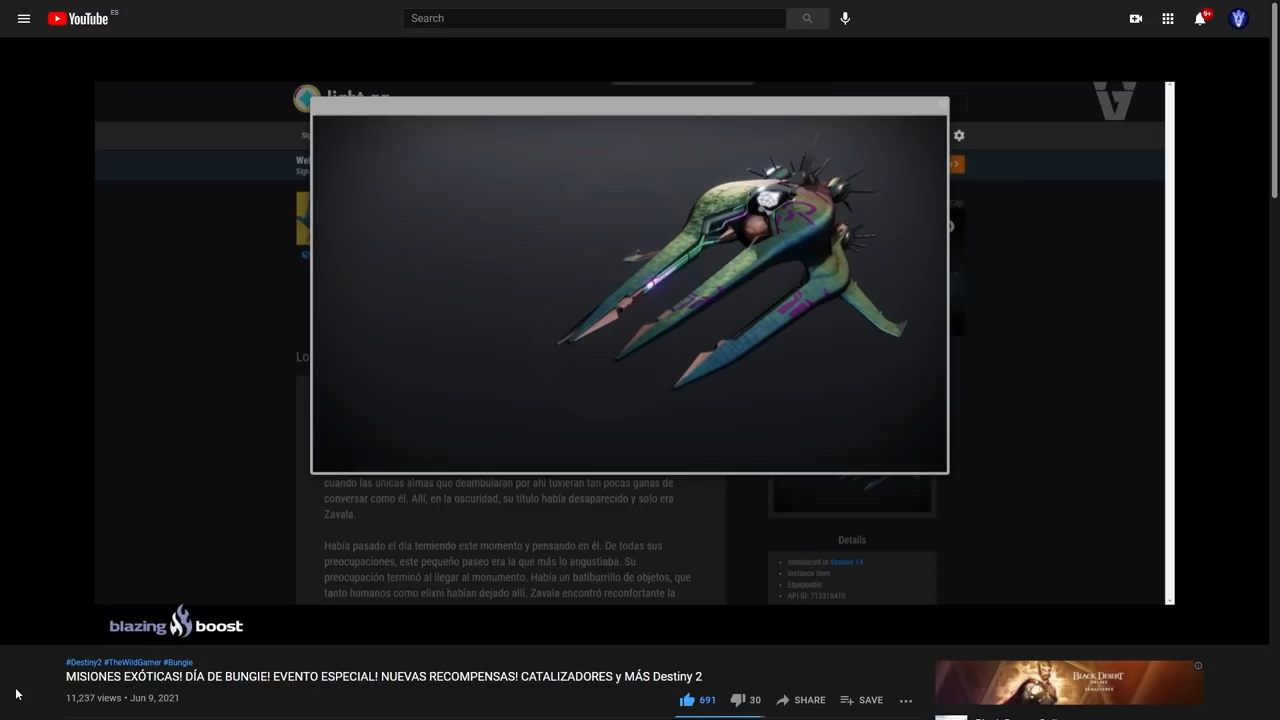 YouTube ES
Search
9+
light.gg
cuando las unicas almas que deambularan por ahí tuvieran tan pocas ganas de
conversar como él. Allí, en la oscuridad, su título había desaparecido y solo era
Zavala.
Había pasado el día temiendo este momento y pensando en él. De todas sus
preocupaciones, este pequeño paseo era la que más lo angustiaba. Su
preocupación terminó al llegar al monumento. Había un batiburrillo de objetos, que
tanto humanos como elixni habían dejado allí. Zavala encontró reconfortante la
Details
Introduced in Season 14
Instance Item
Equippable
API ID: 713316410
blazing boost
#Destiny2 #TheWildGamer #Bungie
MISIONES EXÓTICAS! DÍA DE BUNGIE! EVENTO ESPECIAL! NUEVAS RECOMPENSAS! CATALIZADORES y MÁS Destiny 2
11,237 views • Jun 9, 2021
691
30
SHARE
SAVE
BLACK DESERT